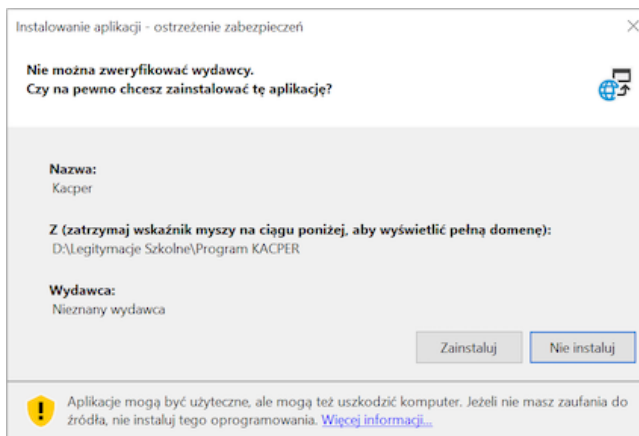 Instalowanie aplikacji - ostrzeżenie zabezpieczeń
Nie można zweryfikować wydawcy.
Czy na pewno chcesz zainstalować tę aplikację?
Nazwa:
Kacper
Z (zatrzymaj wskaźnik myszy na ciągu poniżej, aby wyświetlić pełną domenę):
D:\Legitymacje Szkolne\Program KACPER
Wydawca:
Nieznany wydawca
Zainstaluj
Nie instaluj
Aplikacje mogą być użyteczne, ale mogą też uszkodzić komputer. Jeżeli nie masz zaufania do
źródła, nie instaluj tego oprogramowania. Więcej informacji...